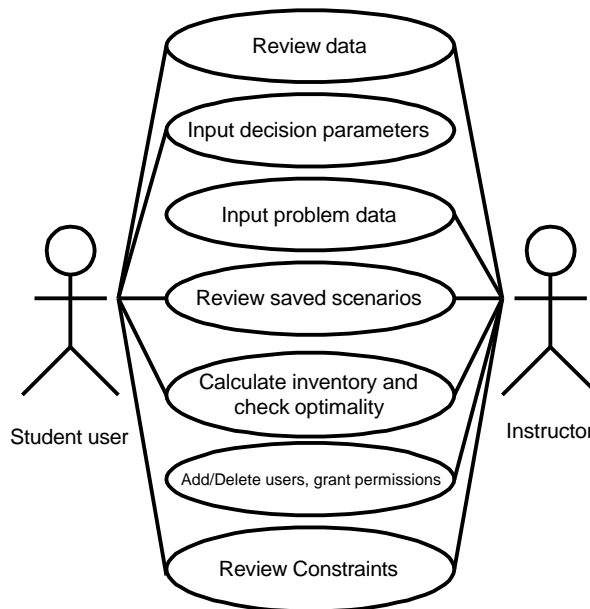 Review data
Input decision parameters
Input problem data
Review saved scenarios
Calculate inventory and
check optimality
Student user
Instructor
Add/Delete users, grant permissions
Review Constraints